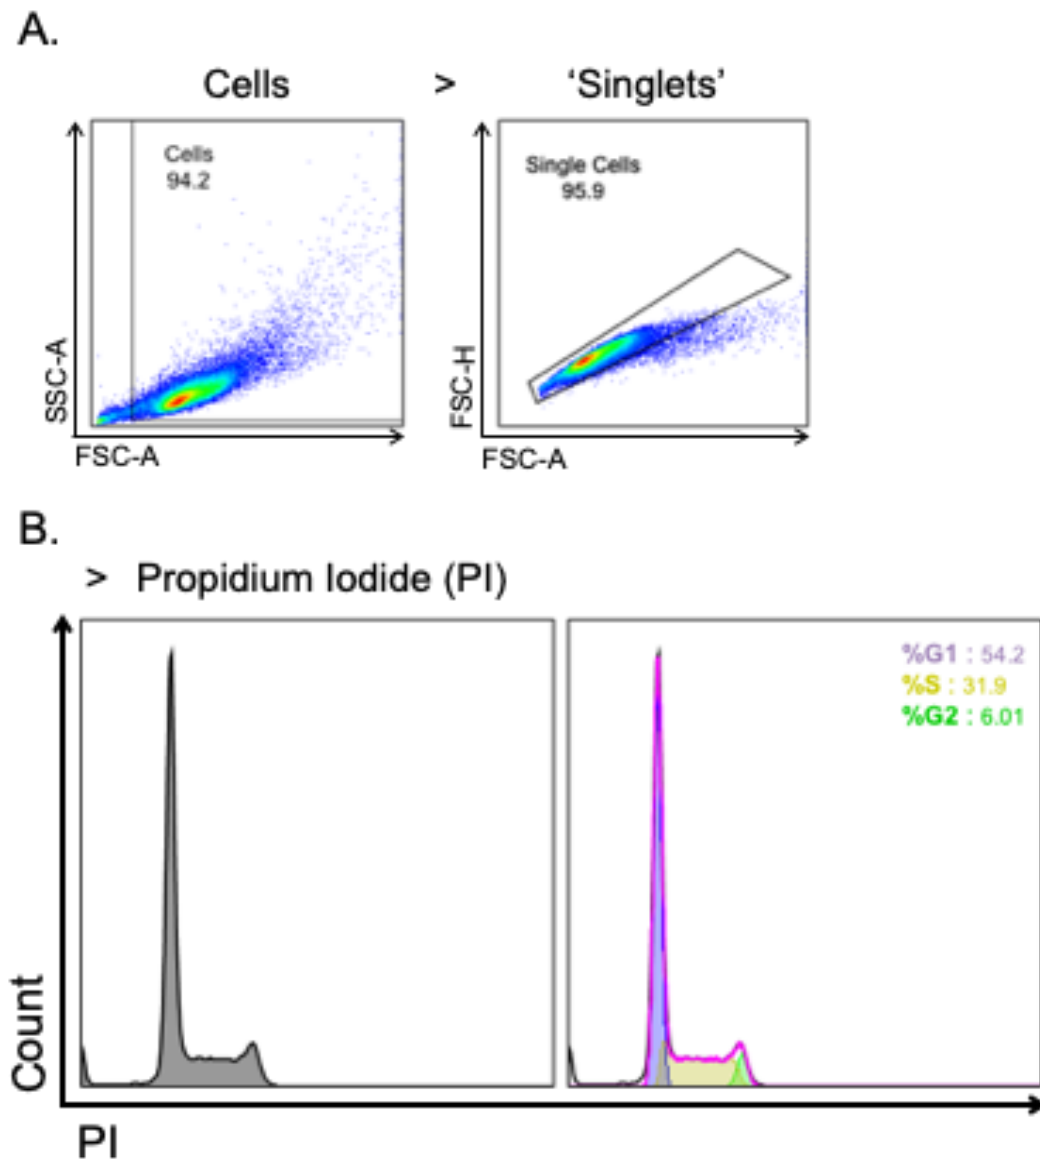 A.
Cells > ‘Singlets’
Cells
94.2
SSC-A
FSC-A
Single Cells
95.9
FSC-H
FSC-A
B.
> Propidium Iodide (PI)
%G1 : 54.2
%S : 31.9
%G2 : 6.01
Count
PI